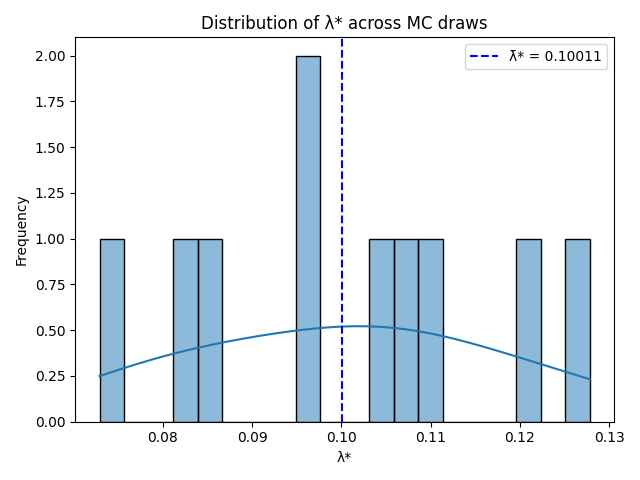 Distribution of λ* across MC draws
λ̄* = 0.10011
Frequency
2.00
1.75
1.50
1.25
1.00
0.75
0.50
0.25
0.00
0.08 0.09 0.10 0.11 0.12 0.13
λ*